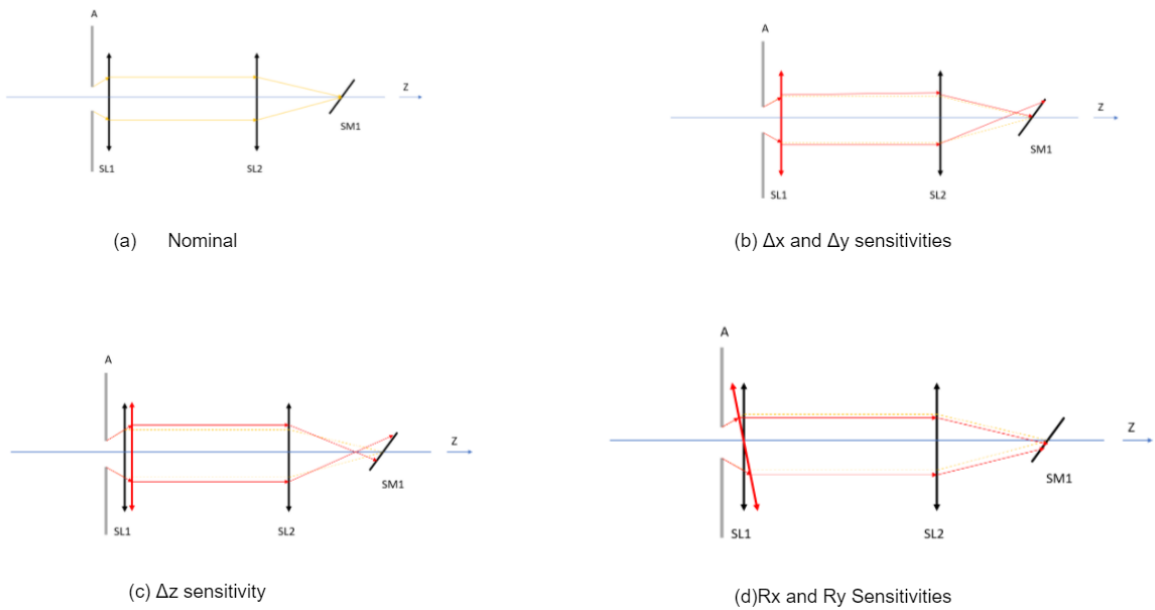 A
Z
SM1
SL1
SL2
(a) Nominal
A
Z
SM1
SL1
SL2
(b) Δx and Δy sensitivities
A
Z
SM1
SL1
SL2
(c) Δz sensitivity
A
Z
SM1
SL1
SL2
(d)Rx and Ry Sensitivities